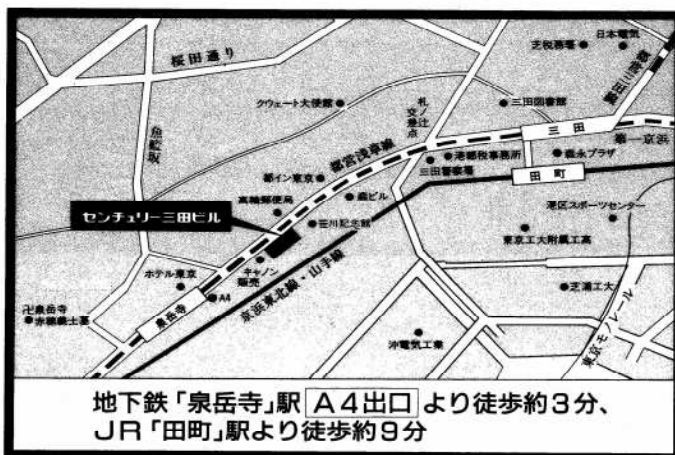 日本電気
芝税務署
桜田通り
都営三田線
クウェート大使館
札ノ辻
交差点
三田図書館
魚籃坂
三田
第一京浜
都営浅草線
港都税事務所
森永プラザ
三田警察署
都イン東京
田町
高輪郵便局
森ビル
センチュリー三田ビル
笹川記念館
港区スポーツセンター
東京工大附属工高
キャノン
販売
ホテル東京
京浜東北線・山手線
芝浦工大
A4
泉岳寺
卍泉岳寺
赤穂義士墓
沖電気工業
東京モノレール
地下鉄「泉岳寺」駅 A4出口 より徒歩約3分、
JR「田町」駅より徒歩約9分